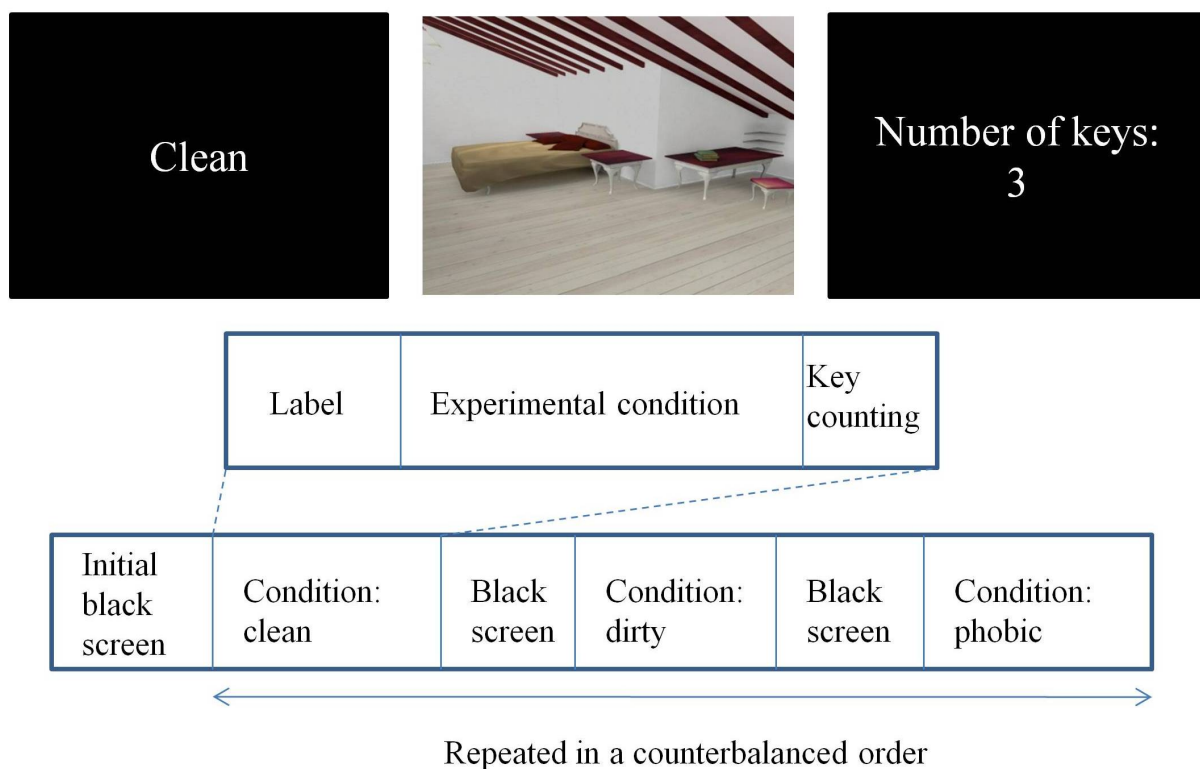 Clean
Number of keys:
3
Label
Experimental condition
Key
counting
Initial
black
screen
Condition:
clean
Black
screen
Condition:
dirty
Black
screen
Condition:
phobic
Repeated in a counterbalanced order